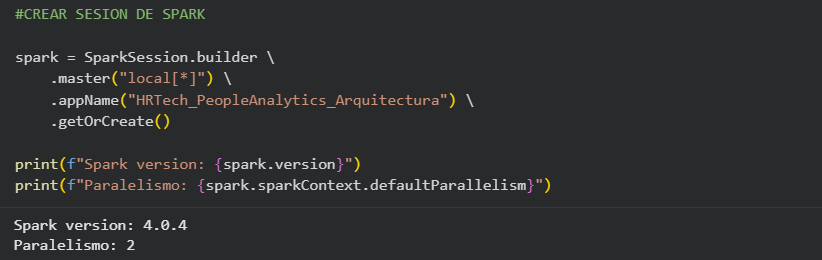 #CREAR SESION DE SPARK
spark = SparkSession.builder \
    .master("local[*]") \
    .appName("HRTech_PeopleAnalytics_Arquitectura") \
    .getOrCreate()
print(f"Spark version: {spark.version}")
print(f"Paralelismo: {spark.sparkContext.defaultParallelism}")
Spark version: 4.0.4
Paralelismo: 2